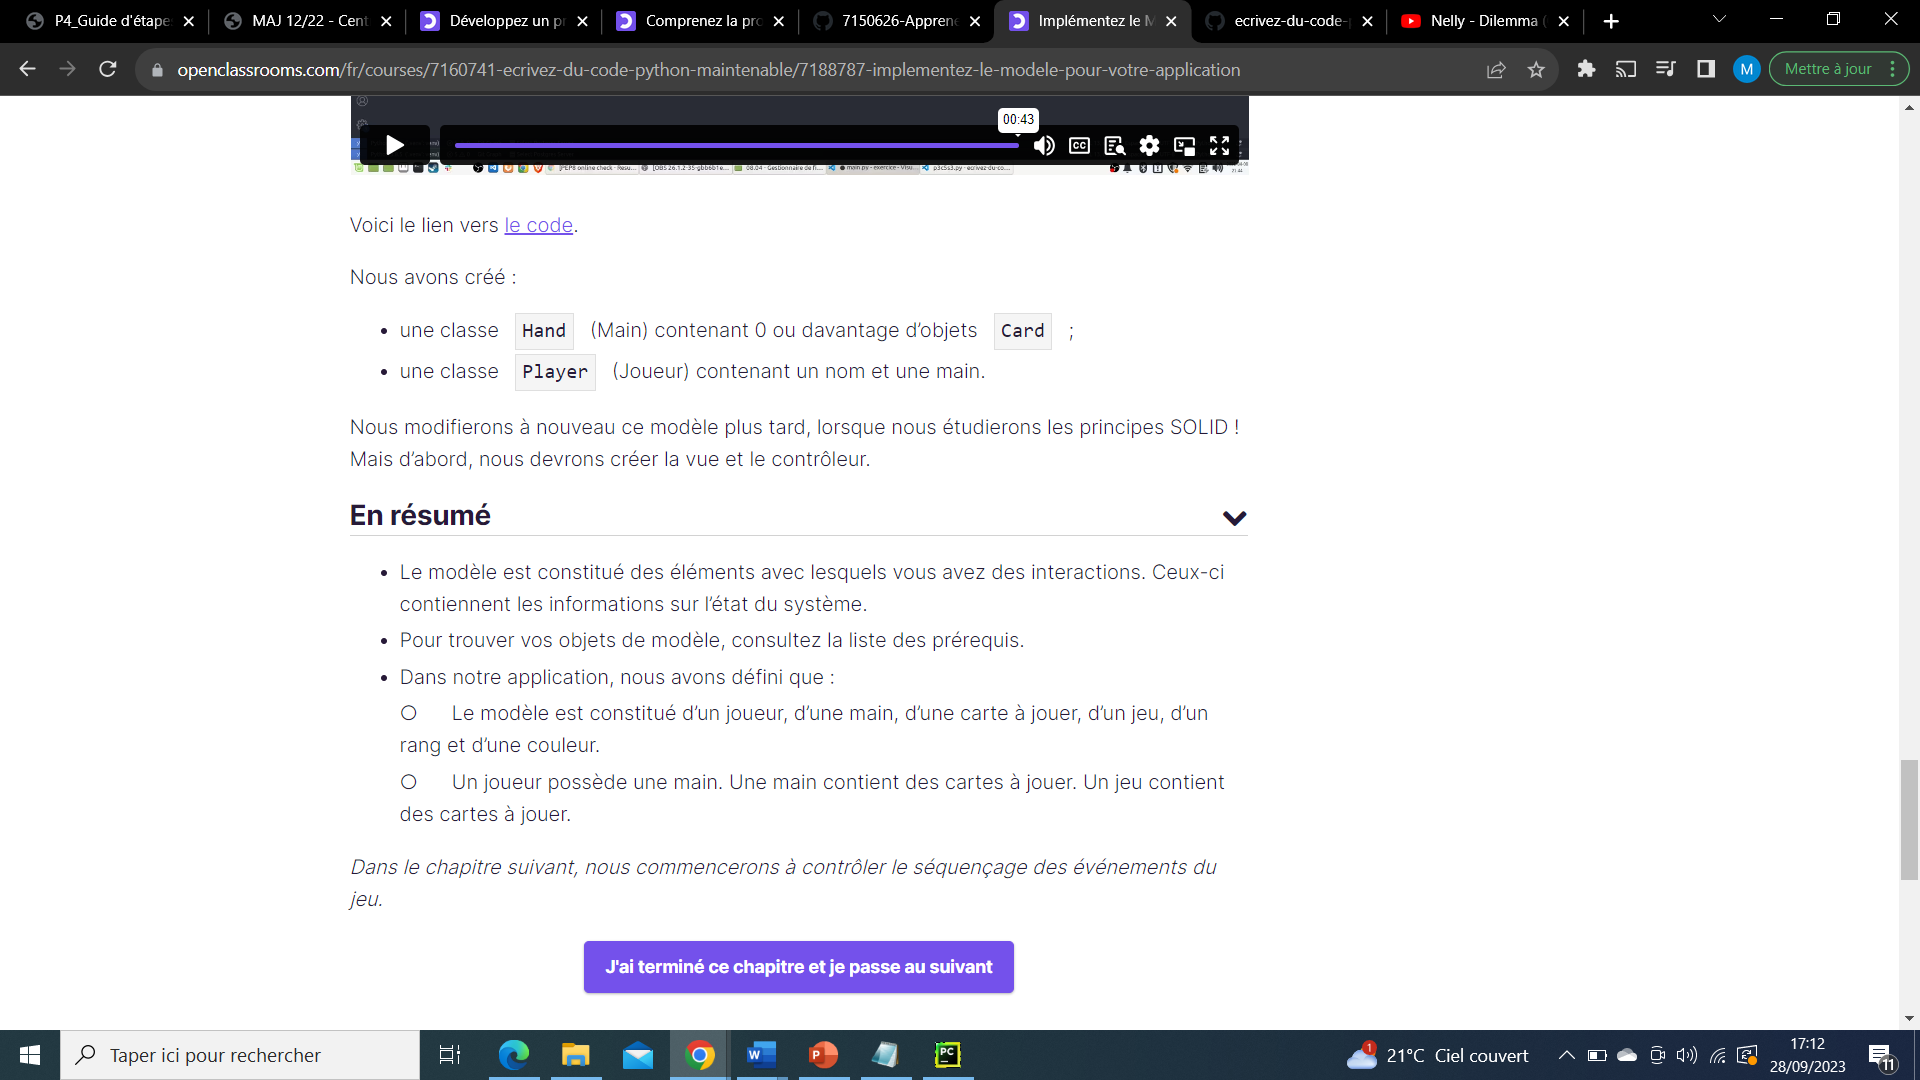 P4_Guide d'étape
MAJ 12/22 - Cent
Développez un pr
Comprenez la pro
7150626-Apprene
Implémentez le M
ecrivez-du-code-p
Nelly - Dilemma (
openclassrooms.com/fr/courses/7160741-ecrivez-du-code-python-maintenable/7188787-implementez-le-modele-pour-votre-application
M
Mettre à jour
00:43
CC
Voici le lien vers le code.
Nous avons créé :
• une classe Hand (Main) contenant 0 ou davantage d’objets Card ;
• une classe Player (Joueur) contenant un nom et une main.
Nous modifierons à nouveau ce modèle plus tard, lorsque nous étudierons les principes SOLID !
Mais d’abord, nous devrons créer la vue et le contrôleur.
En résumé
• Le modèle est constitué des éléments avec lesquels vous avez des interactions. Ceux-ci
contiennent les informations sur l’état du système.
• Pour trouver vos objets de modèle, consultez la liste des prérequis.
• Dans notre application, nous avons défini que :
○ Le modèle est constitué d’un joueur, d’une main, d’une carte à jouer, d’un jeu, d’un
rang et d’une couleur.
○ Un joueur possède une main. Une main contient des cartes à jouer. Un jeu contient
des cartes à jouer.
Dans le chapitre suivant, nous commencerons à contrôler le séquençage des événements du
jeu.
J'ai terminé ce chapitre et je passe au suivant
Taper ici pour rechercher
1
21°C Ciel couvert
17:12
28/09/2023
11